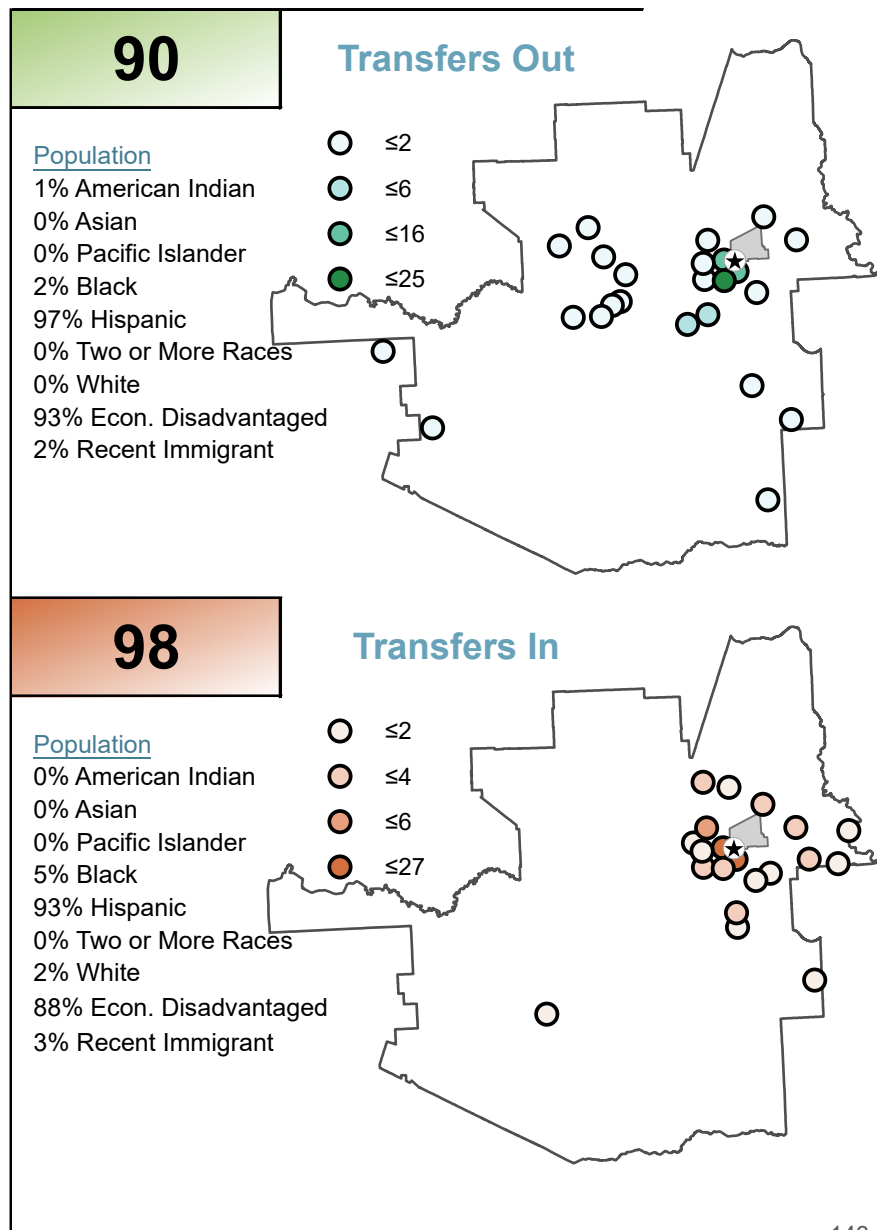 90
Transfers Out
Population
1% American Indian
0% Asian
0% Pacific Islander
2% Black
97% Hispanic
0% Two or More Races
0% White
93% Econ. Disadvantaged
2% Recent Immigrant
≤2
≤6
≤16
≤25
98
Transfers In
Population
0% American Indian
0% Asian
0% Pacific Islander
5% Black
93% Hispanic
0% Two or More Races
2% White
88% Econ. Disadvantaged
3% Recent Immigrant
≤2
≤4
≤6
≤27